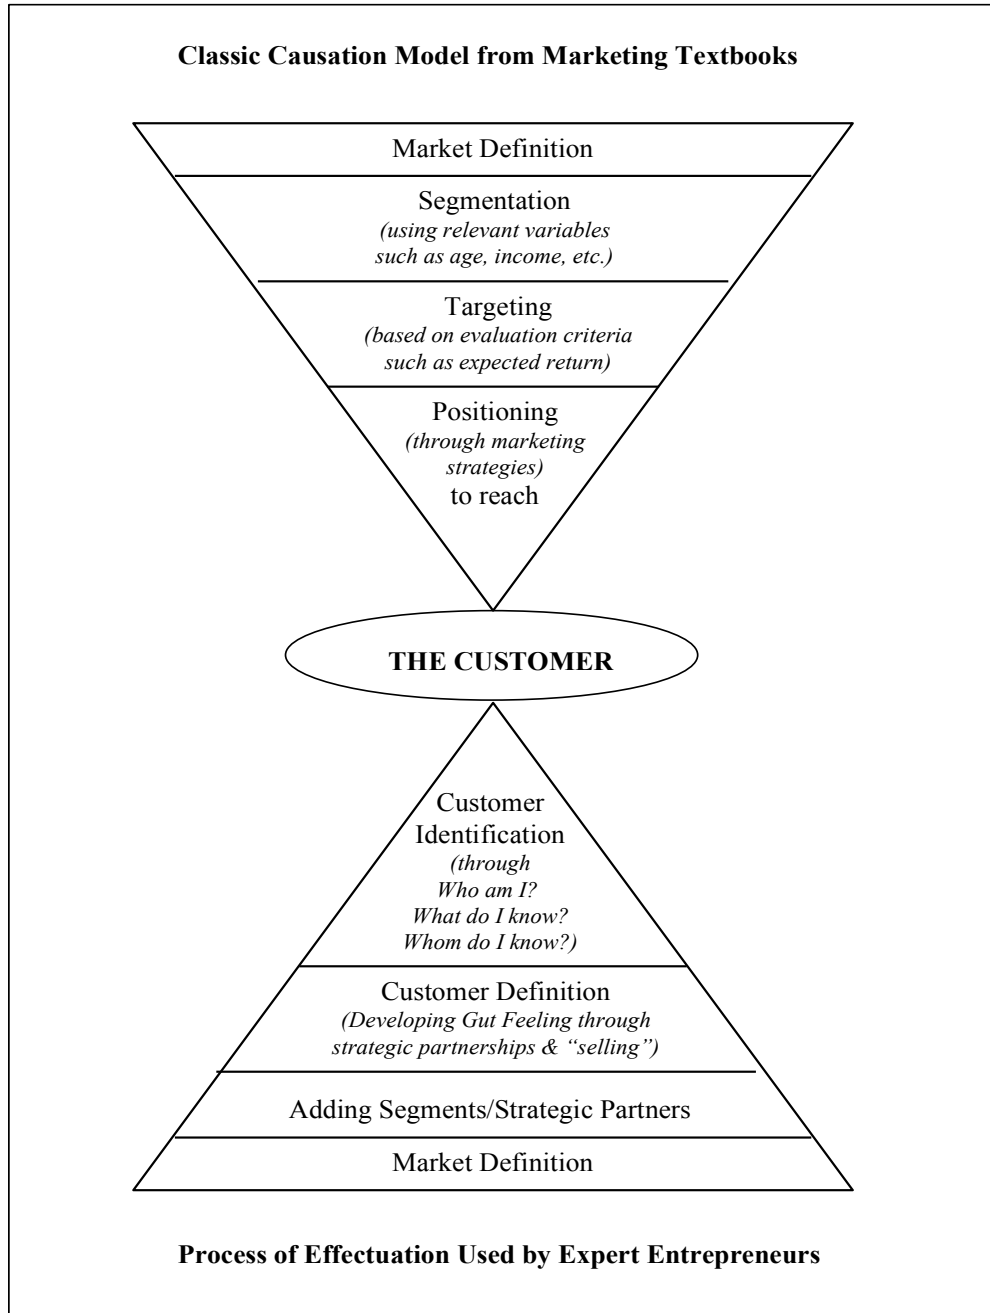 Classic Causation Model from Marketing Textbooks
Market Definition
Segmentation
(using relevant variables
such as age, income, etc.)
Targeting
(based on evaluation criteria
such as expected return)
Positioning
(through marketing
strategies)
to reach
THE CUSTOMER
Customer
Identification
(through
Who am I?
What do I know?
Whom do I know?)
Customer Definition
(Developing Gut Feeling through
strategic partnerships & “selling”)
Adding Segments/Strategic Partners
Market Definition
Process of Effectuation Used by Expert Entrepreneurs